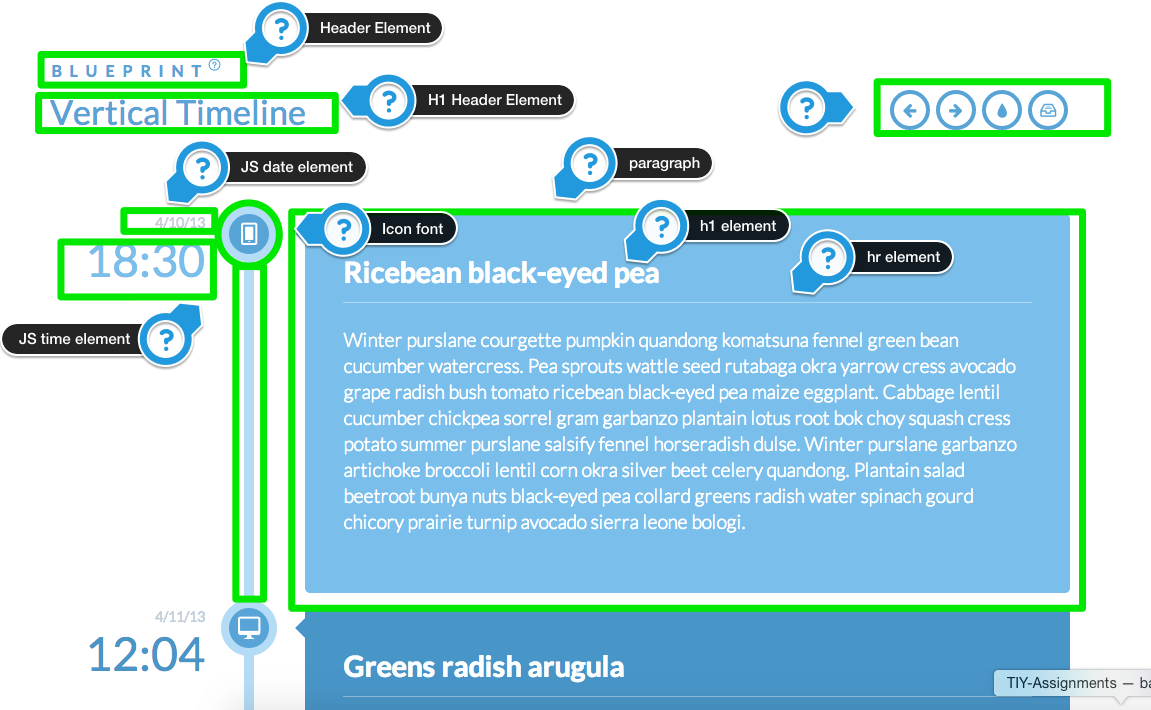 Header Element
BLUEPRINT?
H1 Header Element
Vertical Timeline
JS date element
paragraph
4/10/13
Icon font
h1 element
18:30
hr element
Ricebean black-eyed pea
JS time element
Winter purslane courgette pumpkin quandong komatsuna fennel green bean
cucumber watercress. Pea sprouts wattle seed rutabaga okra yarrow cress avocado
grape radish bush tomato ricebean black-eyed pea maize eggplant. Cabbage lentil
cucumber chickpea sorrel gram garbanzo plantain lotus root bok choy squash cress
potato summer purslane salsify fennel horseradish dulse. Winter purslane garbanzo
artichoke broccoli lentil corn okra silver beet celery quandong. Plantain salad
beetroot bunya nuts black-eyed pea collard greens radish water spinach gourd
chicory prairie turnip avocado sierra leone bologi.
4/11/13
12:04
Greens radish arugula
TIY-Assignments — ba